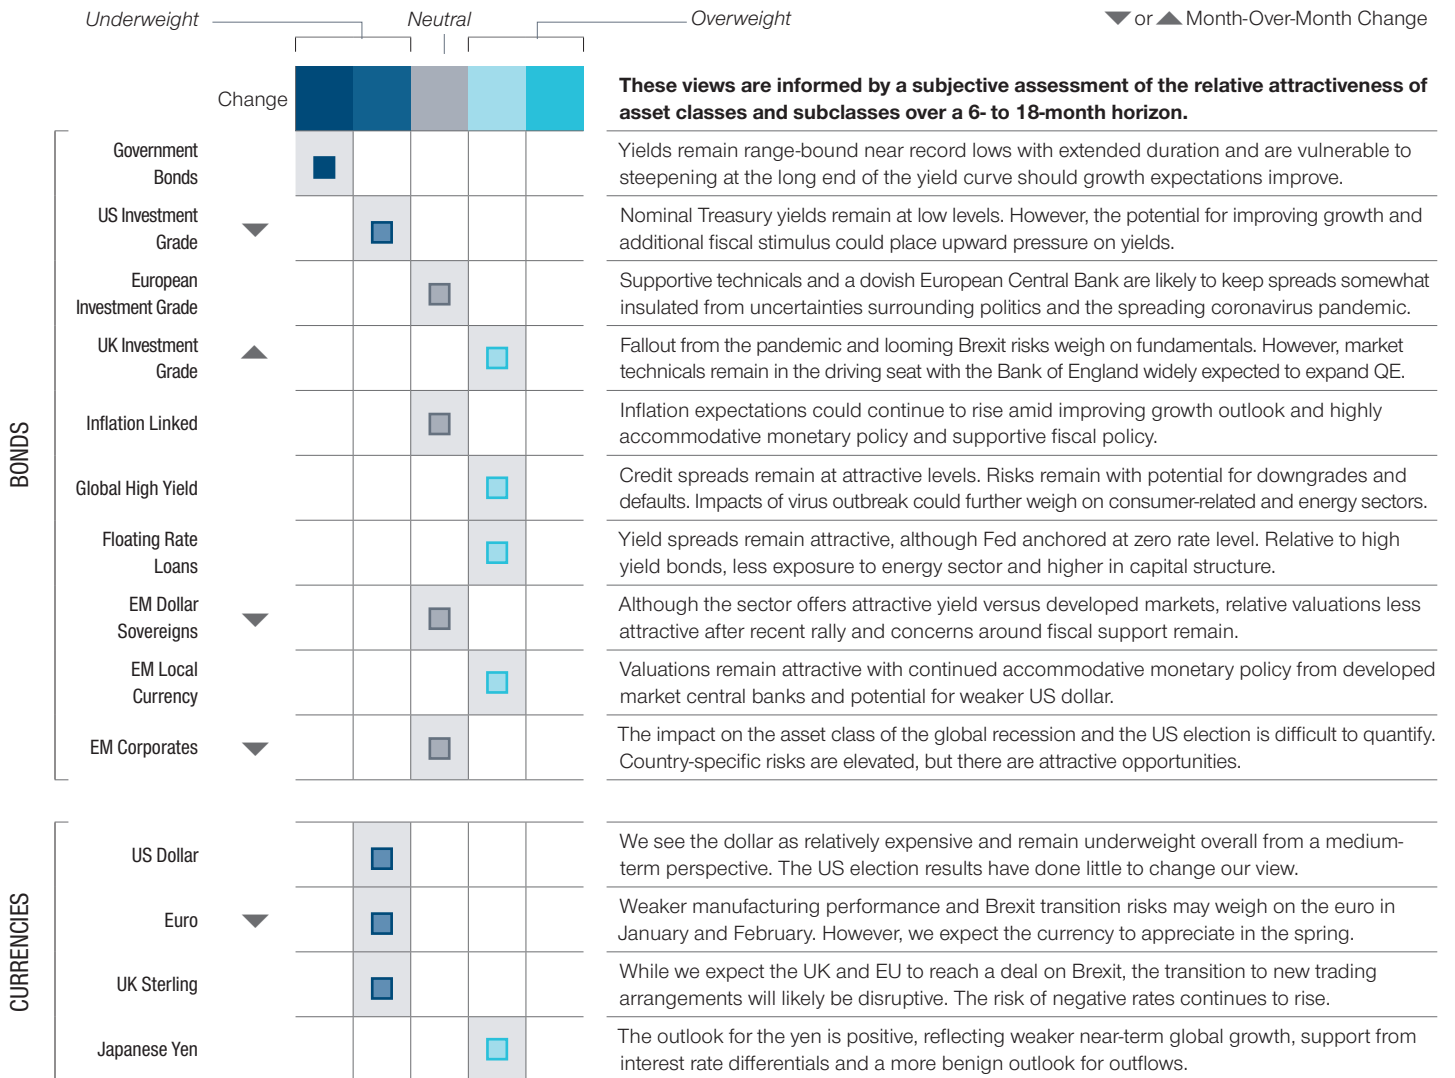 Underweight
Neutral
Overweight
▼ or ▲ Month-Over-Month Change
Change
These views are informed by a subjective assessment of the relative attractiveness of
asset classes and subclasses over a 6- to 18-month horizon.
BONDS
Government
Bonds
Yields remain range-bound near record lows with extended duration and are vulnerable to
steepening at the long end of the yield curve should growth expectations improve.
US Investment
Grade
Nominal Treasury yields remain at low levels. However, the potential for improving growth and
additional fiscal stimulus could place upward pressure on yields.
European
Investment Grade
Supportive technicals and a dovish European Central Bank are likely to keep spreads somewhat
insulated from uncertainties surrounding politics and the spreading coronavirus pandemic.
UK Investment
Grade
Fallout from the pandemic and looming Brexit risks weigh on fundamentals. However, market
technicals remain in the driving seat with the Bank of England widely expected to expand QE.
Inflation Linked
Inflation expectations could continue to rise amid improving growth outlook and highly
accommodative monetary policy and supportive fiscal policy.
Global High Yield
Credit spreads remain at attractive levels. Risks remain with potential for downgrades and
defaults. Impacts of virus outbreak could further weigh on consumer-related and energy sectors.
Floating Rate
Loans
Yield spreads remain attractive, although Fed anchored at zero rate level. Relative to high
yield bonds, less exposure to energy sector and higher in capital structure.
EM Dollar
Sovereigns
Although the sector offers attractive yield versus developed markets, relative valuations less
attractive after recent rally and concerns around fiscal support remain.
EM Local
Currency
Valuations remain attractive with continued accommodative monetary policy from developed
market central banks and potential for weaker US dollar.
EM Corporates
The impact on the asset class of the global recession and the US election is difficult to quantify.
Country-specific risks are elevated, but there are attractive opportunities.
CURRENCIES
US Dollar
We see the dollar as relatively expensive and remain underweight overall from a medium-
term perspective. The US election results have done little to change our view.
Euro
Weaker manufacturing performance and Brexit transition risks may weigh on the euro in
January and February. However, we expect the currency to appreciate in the spring.
UK Sterling
While we expect the UK and EU to reach a deal on Brexit, the transition to new trading
arrangements will likely be disruptive. The risk of negative rates continues to rise.
Japanese Yen
The outlook for the yen is positive, reflecting weaker near-term global growth, support from
interest rate differentials and a more benign outlook for outflows.